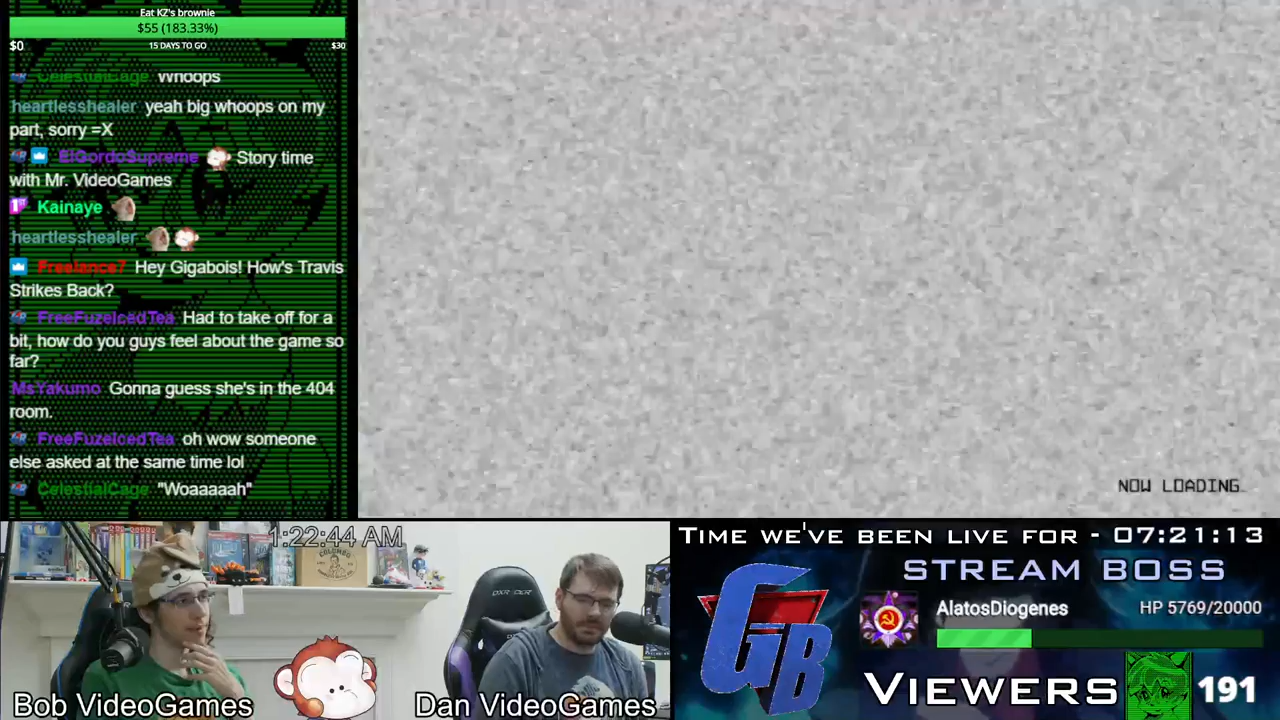 Eat KZ's brownie
$55 (183.33%)
$0 15 DAYS TO GO $30
CelestialCage Whoops
heartlesshealer yeah big whoops on my
part, sorry =X
ElGordoSupreme Story time
with Mr. VideoGames
Kainaye
heartlesshealer
Freelance7 Hey Gigabois! How's Travis
Strikes Back?
FreeFuzeIcedTea Had to take off for a
bit, how do you guys feel about the game so
far?
MsYakumo Gonna guess she's in the 404
room.
FreeFuzeIcedTea oh wow someone
else asked at the same time lol
CelestialCage "Woaaaaah"
NOW LOADING
1:22:44 AM
COLUMBO
DXRACER
Bob VideoGames
Dan VideoGames
TIME WE'VE BEEN LIVE FOR - 07:21:13
STREAM BOSS
AlatosDiogenes HP 5769/20000
GB
VIEWERS 191